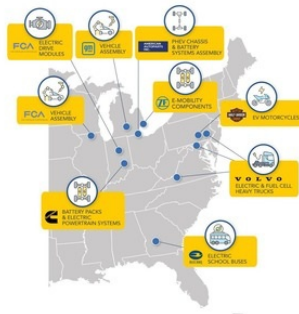 FCA
ELECTRIC
DRIVE
MODULES
gm
VEHICLE
ASSEMBLY
PHEV CHASSIS
& BATTERY
SYSTEMS ASSEMBLY
FCA
VEHICLE
ASSEMBLY
ZF
E-MOBILITY
COMPONENTS
EV MOTORCYCLES
VOLVO
ELECTRIC & FUEL CELL
HEAVY TRUCKS
BATTERY PACKS
& ELECTRIC
POWERTRAIN SYSTEMS
ELECTRIC
SCHOOL BUSES